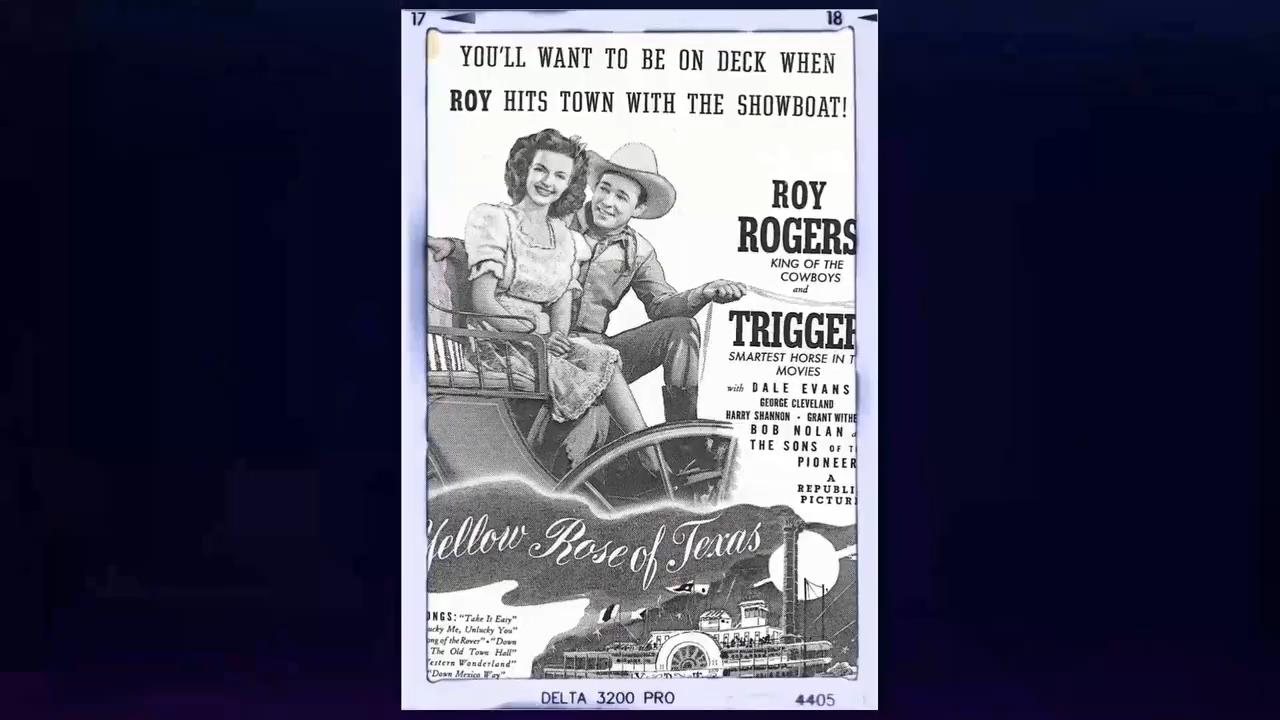 17
18
YOU'LL WANT TO BE ON DECK WHEN
ROY HITS TOWN WITH THE SHOWBOAT!
ROY
ROGERS
KING OF THE
COWBOYS
and
TRIGGER
SMARTEST HORSE IN T
MOVIES
with DALE EVANS
GEORGE CLEVELAND
HARRY SHANNON • GRANT WITHE
BOB NOLAN
THE SONS OF T
PIONEER
A
REPUBLI
PICTUR
Yellow Rose of Texas
ONGS: "Take It Easy"
ucky Me, Unlucky You"
ong of the Rover" • "Down
The Old Town Hall"
estern Wonderland"
"Down Mexico Way"
DELTA 3200 PRO
4405